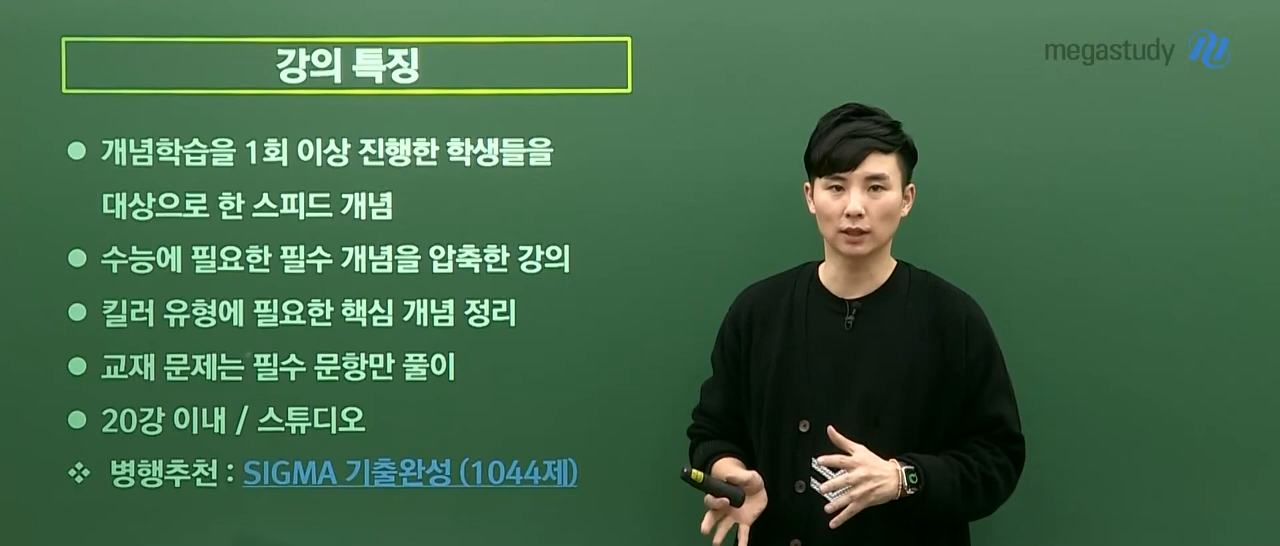 강의 특징
megastudy
● 개념학습을 1회 이상 진행한 학생들을
대상으로 한 스피드 개념
● 수능에 필요한 필수 개념을 압축한 강의
● 킬러 유형에 필요한 핵심 개념 정리
● 교재 문제는 필수 문항만 풀이
● 20강 이내 / 스튜디오
❖ 병행추천 : SIGMA 기출완성 (1044제)